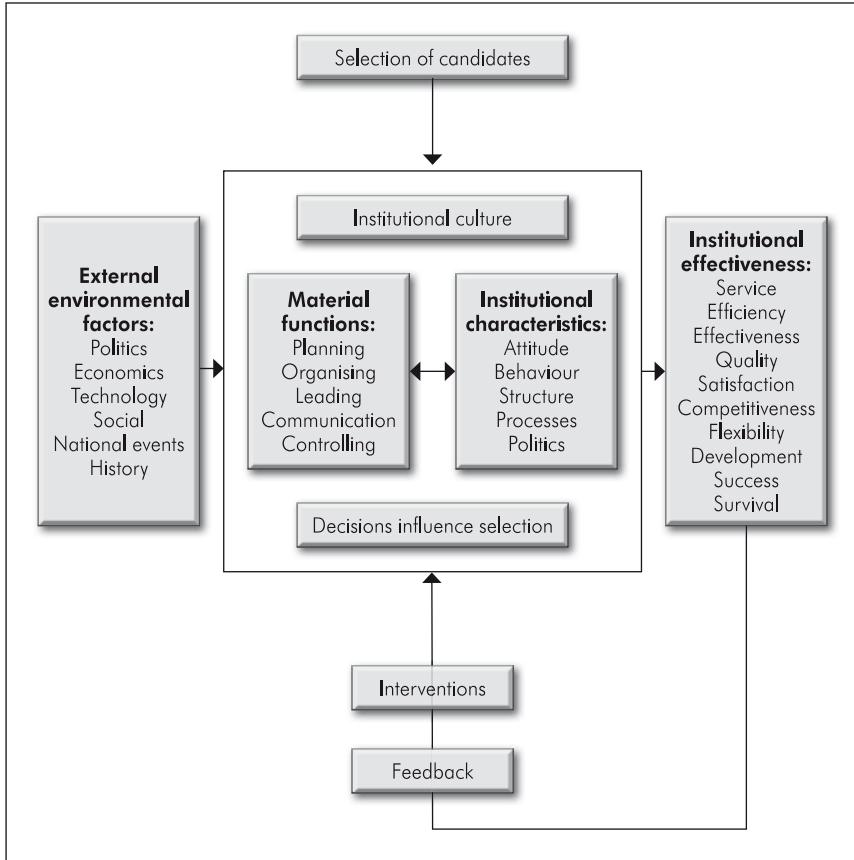 Selection of candidates
Institutional culture
External
environmental
factors:
Politics
Economics
Technology
Social
National events
History
Material
functions:
Planning
Organising
Leading
Communication
Controlling
Institutional
characteristics:
Attitude
Behaviour
Structure
Processes
Politics
Institutional
effectiveness:
Service
Efficiency
Effectiveness
Quality
Satisfaction
Competitiveness
Flexibility
Development
Success
Survival
Decisions influence selection
Interventions
Feedback